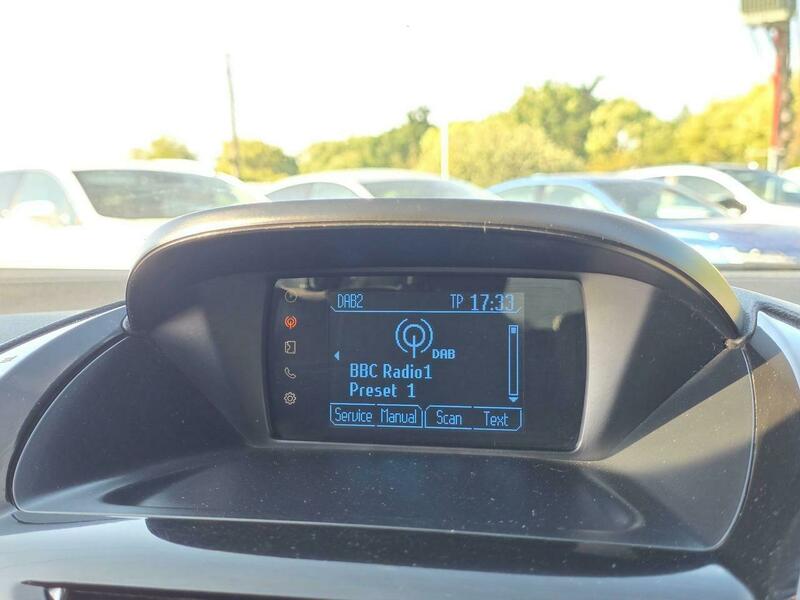 DAB2 TP 17:33
DAB
BBC Radio1
Preset 1
Service Manual Scan Text